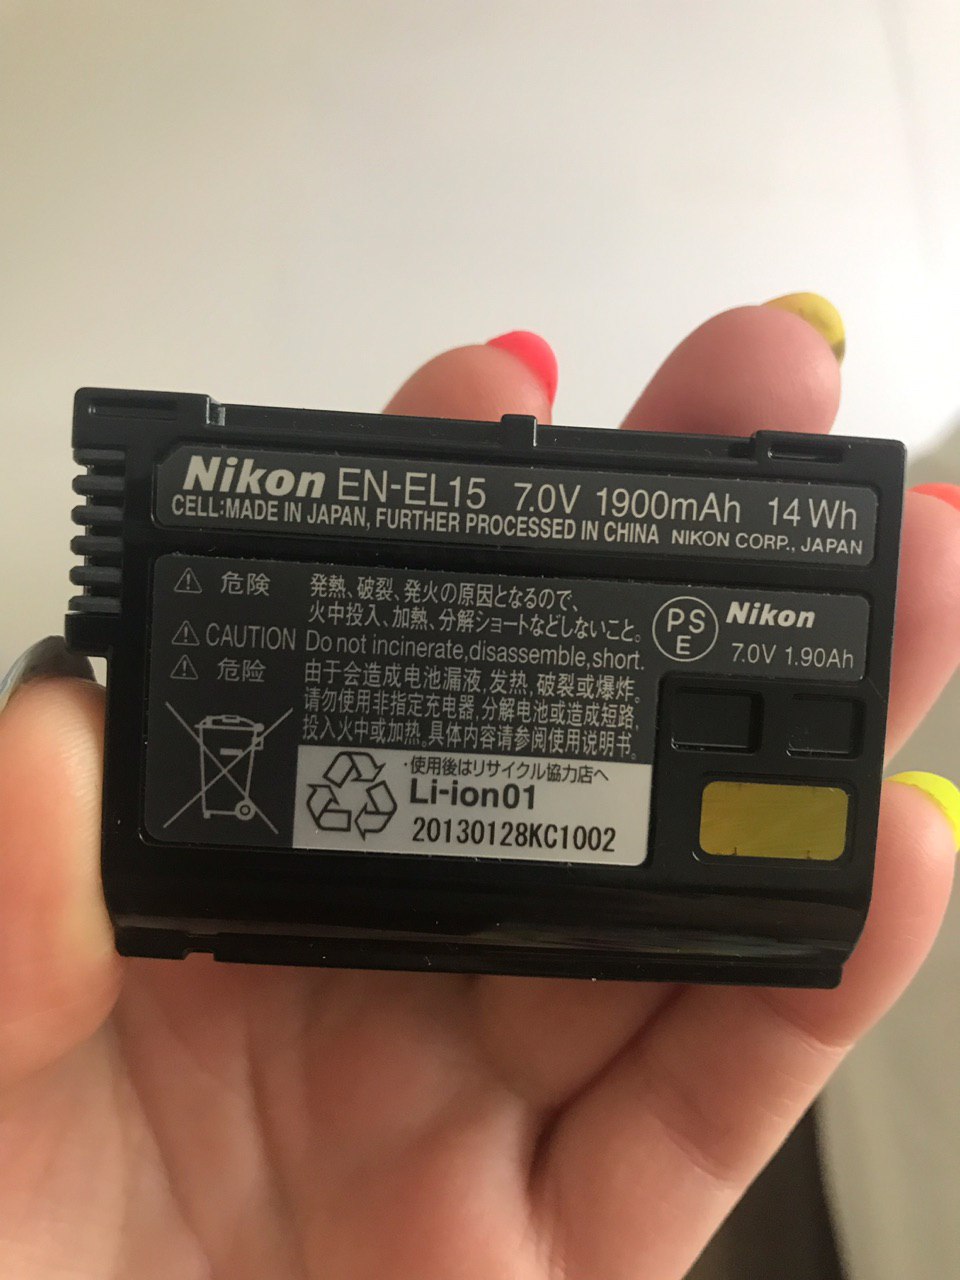 Nikon EN-EL15 7.0V 1900mAh 14 Wh
CELL:MADE IN JAPAN, FURTHER PROCESSED IN CHINA NIKON CORP., JAPAN
危険 発熱、破裂、発火の原因となるので、
火中投入、加熱、分解ショートなどしないこと。
CAUTION Do not incinerate,disassemble,short.
危险 由于会造成电池漏液,发热,破裂或爆炸。
请勿使用非指定充电器,分解电池或造成短路,
投入火中或加热。具体内容请参阅使用说明书。
PS
E
Nikon
7.0V 1.90Ah
・使用後はリサイクル協力店へ
Li-ion01
20130128KC1002